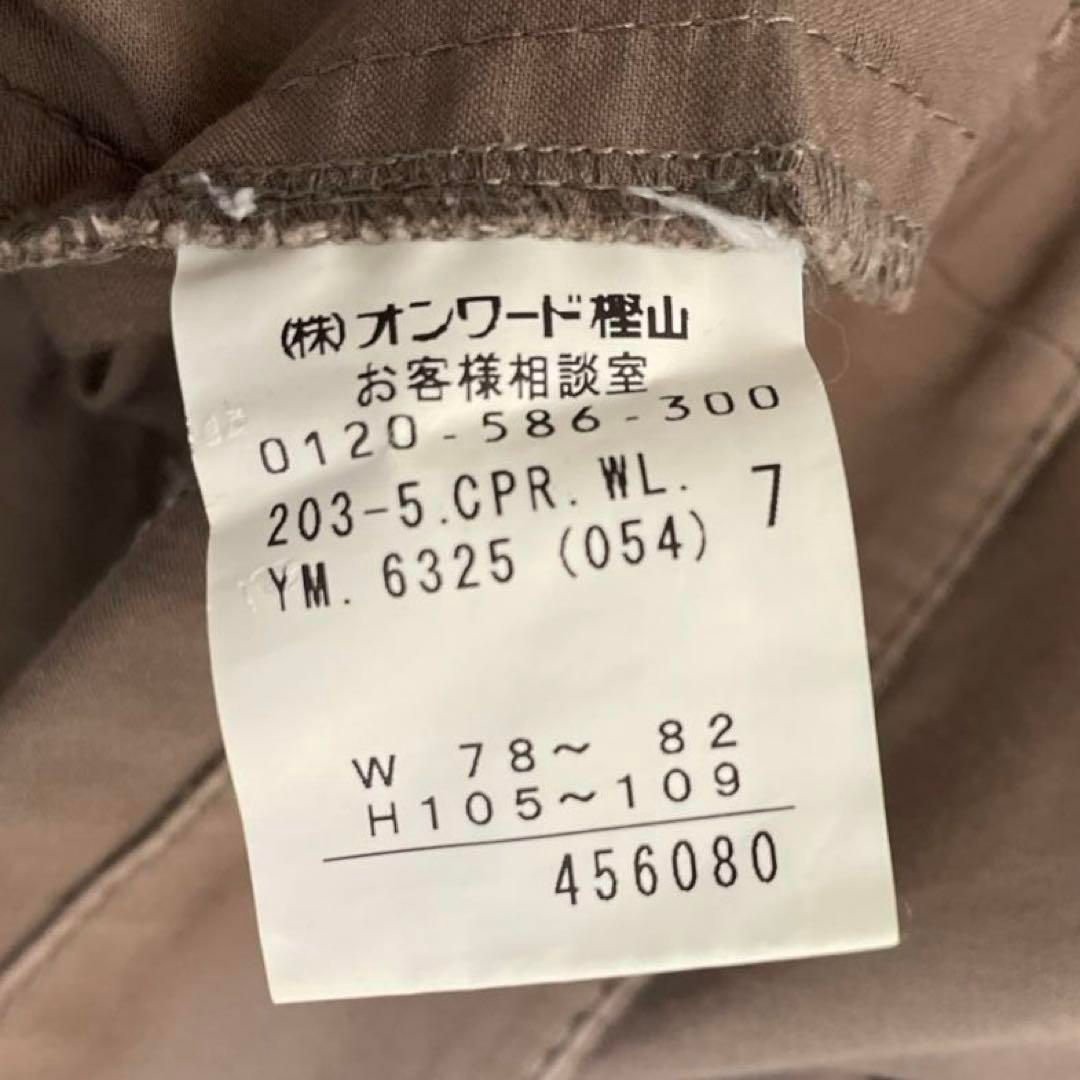 (株)オンワード樫山
お客様相談室
0120-586-300
203-5.CPR.WL. 7
YM. 6325 (054)
W 78～ 82
H105～109
456080